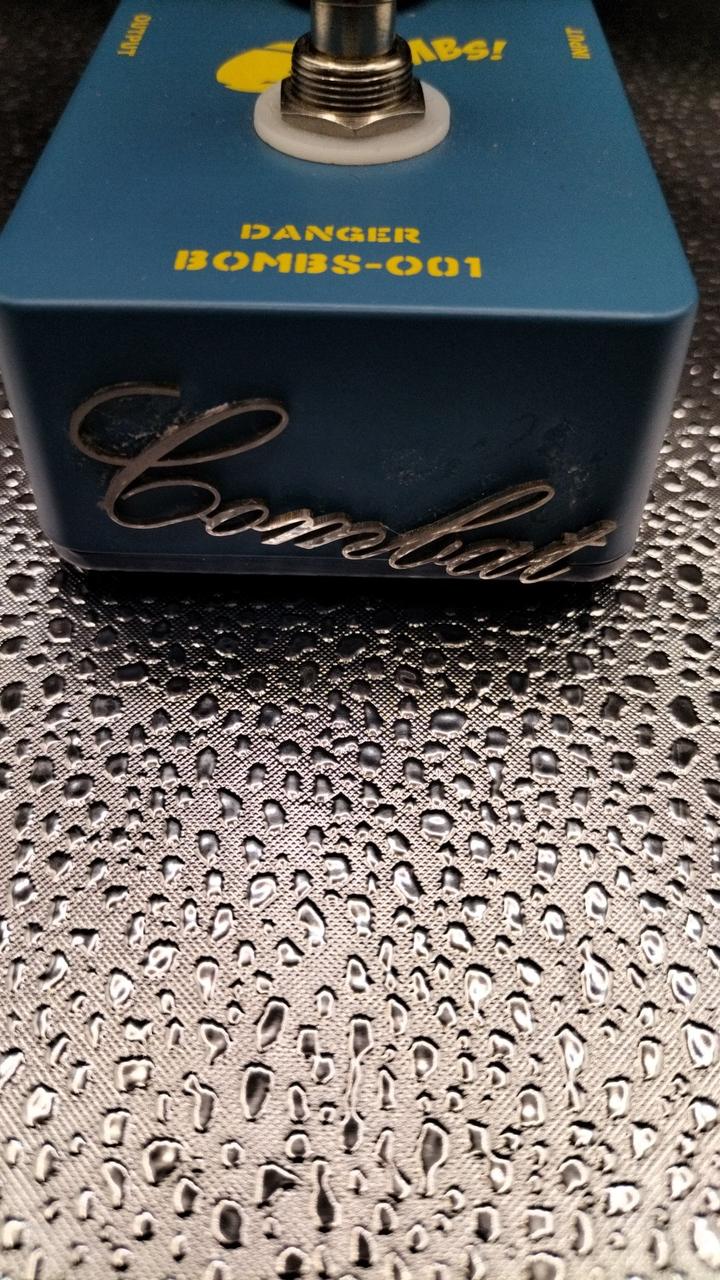 OUTPUT
INPUT
DANGER
BOMBS-001
Combat